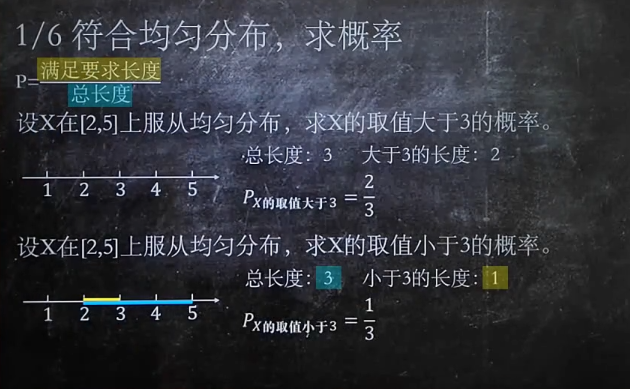 1/6 符合均匀分布，求概率
P=满足要求长度/总长度
设X在[2,5]上服从均匀分布，求X的取值大于3的概率。
总长度：3 大于3的长度：2
1 2 3 4 5
P_X的取值大于3 = 2/3
设X在[2,5]上服从均匀分布，求X的取值小于3的概率。
总长度：3 小于3的长度：1
1 2 3 4 5
P_X的取值小于3 = 1/3